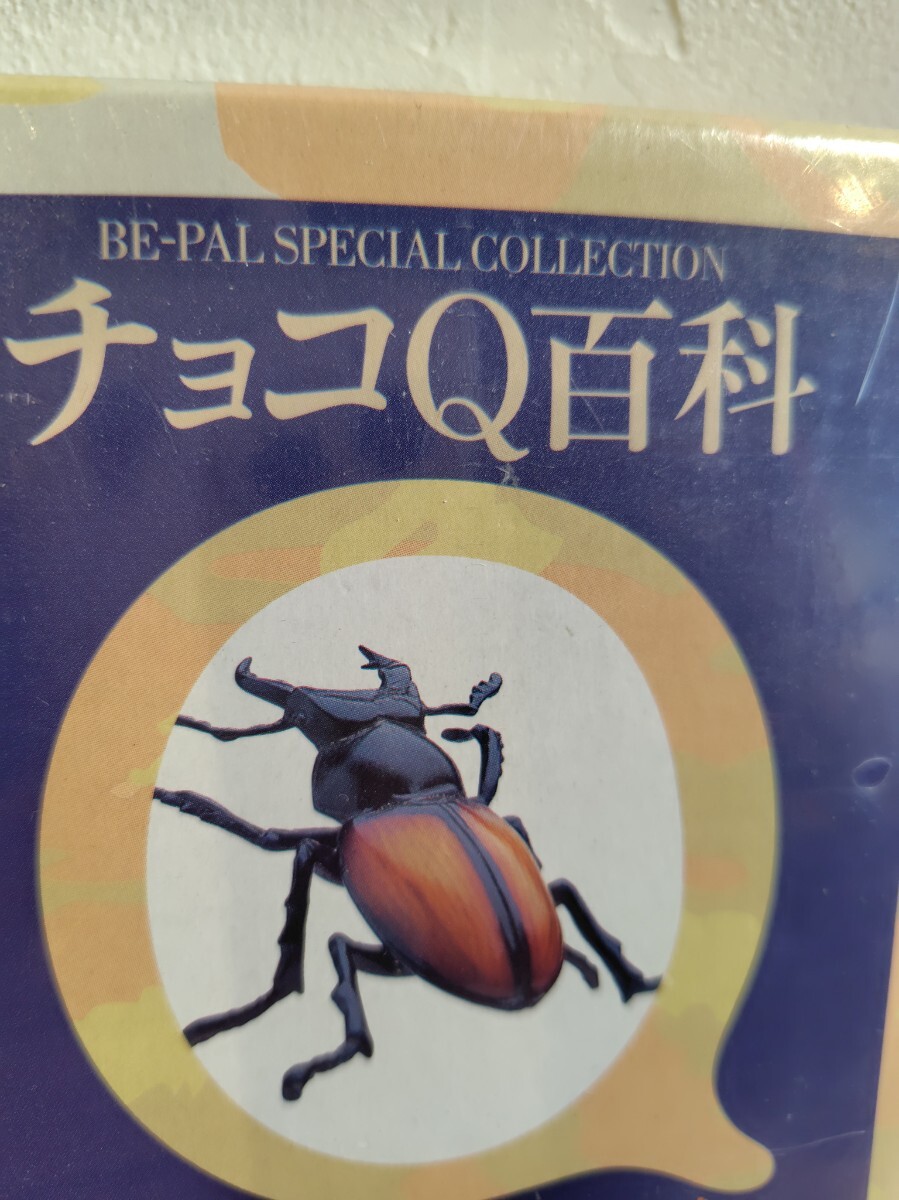 BE-PAL SPECIAL COLLECTION
チョコQ百科